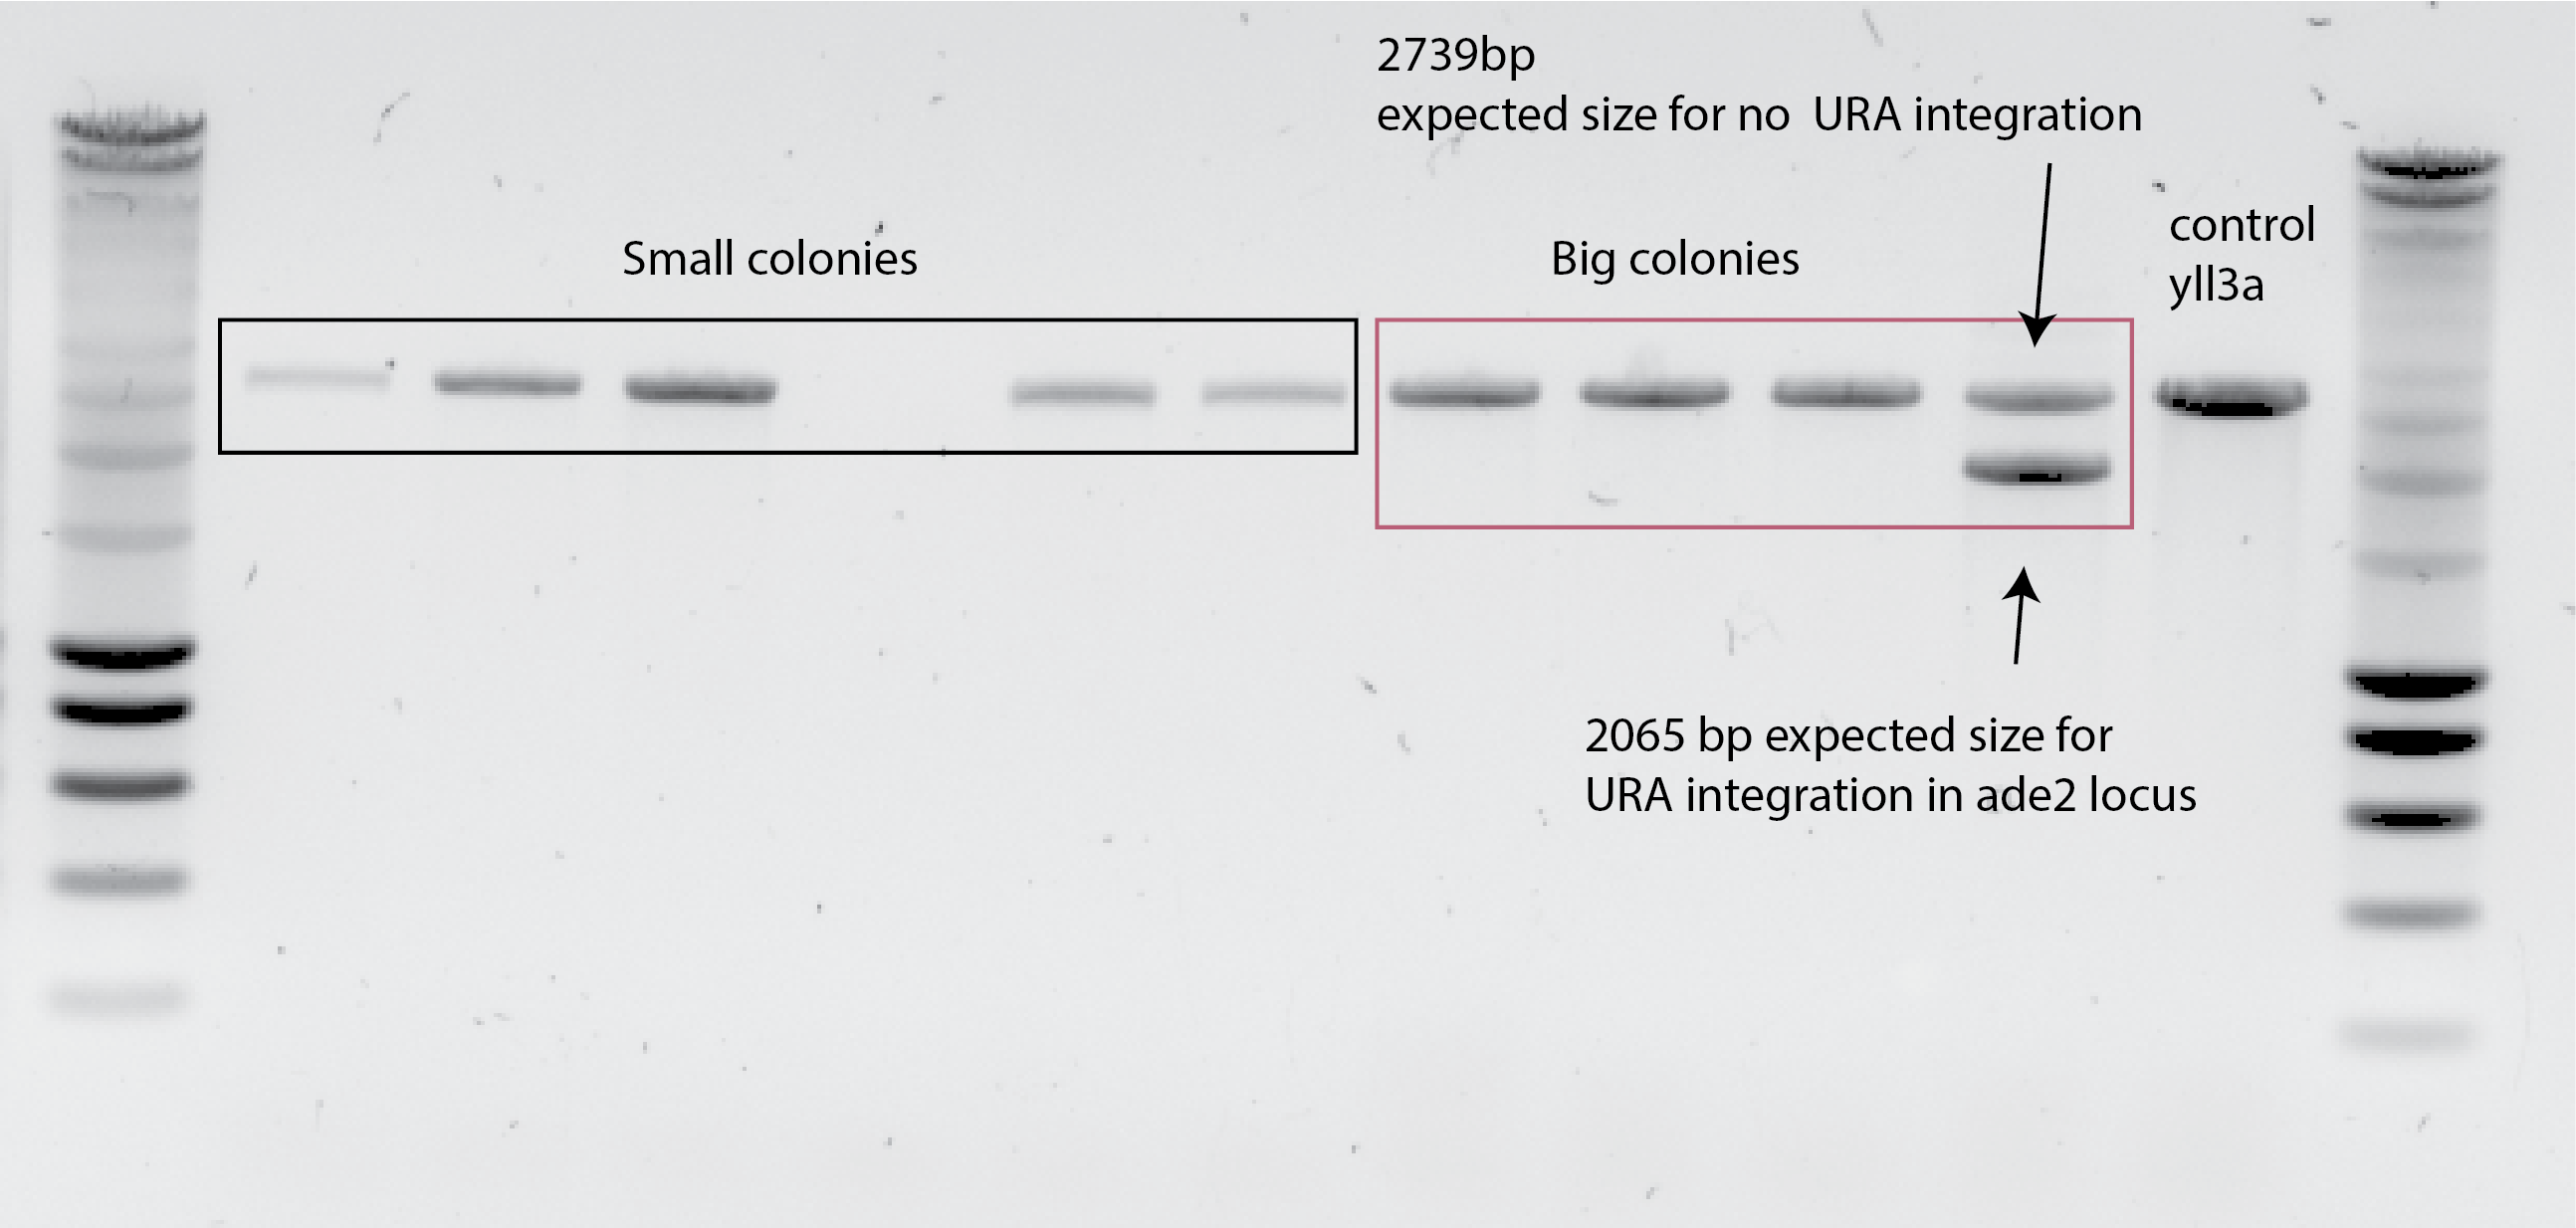 2739bp
expected size for no  URA integration
control
yll3a
Small colonies
Big colonies
2065 bp expected size for
URA integration in ade2 locus